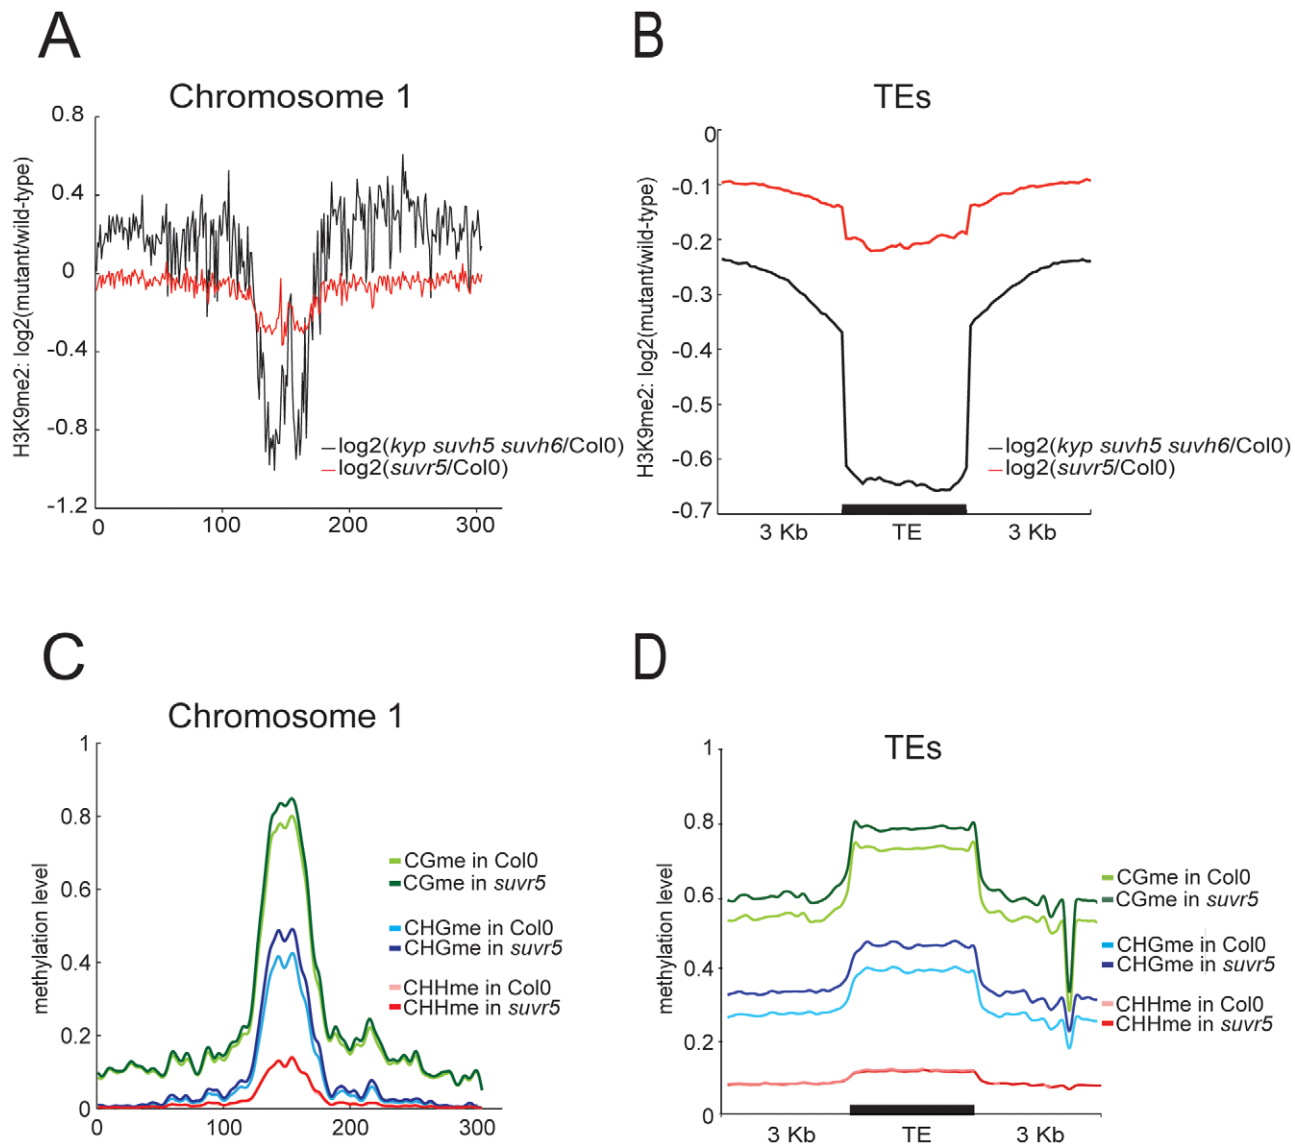 A
Chromosome 1
H3K9me2: log2(mutant/wild-type)
0.8
0.4
0
-0.4
-0.8
-1.2
0
100
200
300
log2(kyp suvh5 suvh6/Col0)
log2(suvr5/Col0)
B
TEs
H3K9me2: log2(mutant/wild-type)
0
-0.1
-0.2
-0.3
-0.4
-0.5
-0.6
-0.7
3 Kb
TE
3 Kb
log2(kyp suvh5 suvh6/Col0)
log2(suvr5/Col0)
C
Chromosome 1
methylation level
1
0.8
0.6
0.4
0.2
0
0
100
200
300
CGme in Col0
CGme in suvr5
CHGme in Col0
CHGme in suvr5
CHHme in Col0
CHHme in suvr5
D
TEs
methylation level
1
0.8
0.6
0.4
0.2
0
3 Kb
TE
3 Kb
CGme in Col0
CGme in suvr5
CHGme in Col0
CHGme in suvr5
CHHme in Col0
CHHme in suvr5